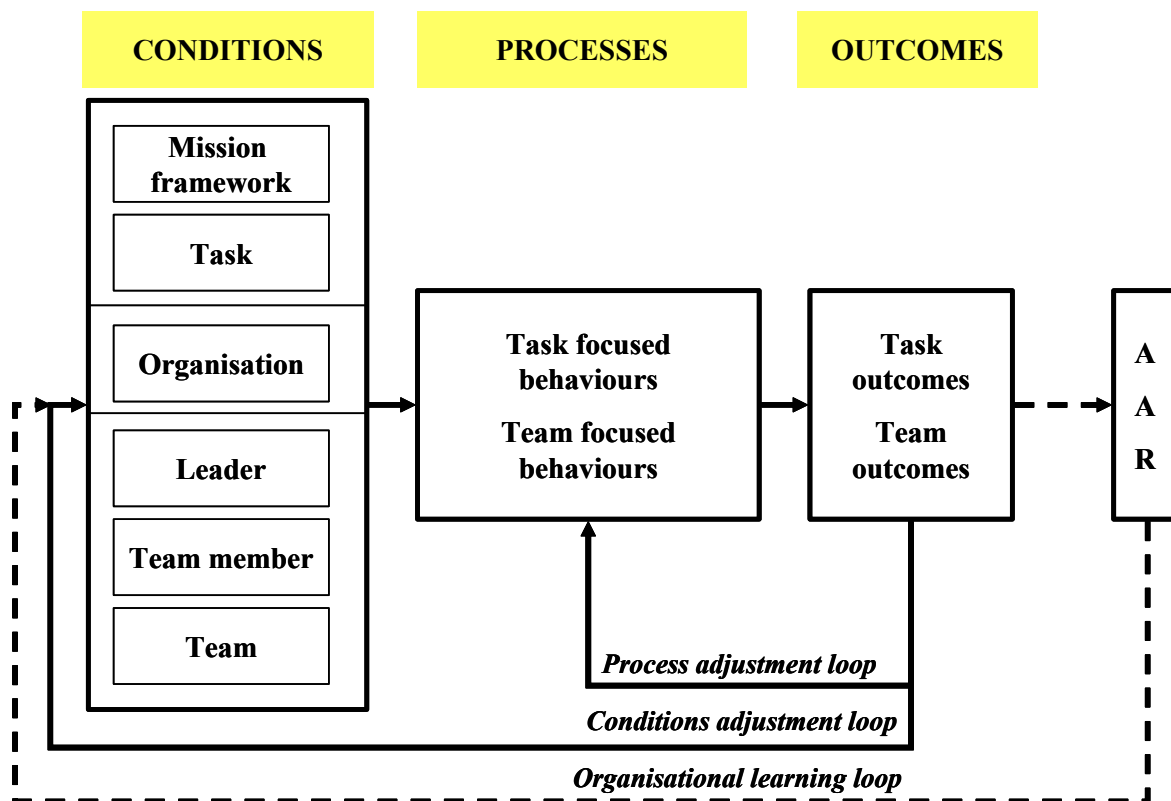 CONDITIONS
PROCESSES
OUTCOMES
Mission
framework
Task
Organisation
Leader
Team member
Team
Task focused
behaviours
Team focused
behaviours
Task
outcomes
Team
outcomes
A
A
R
Process adjustment loop
Conditions adjustment loop
Organisational learning loop